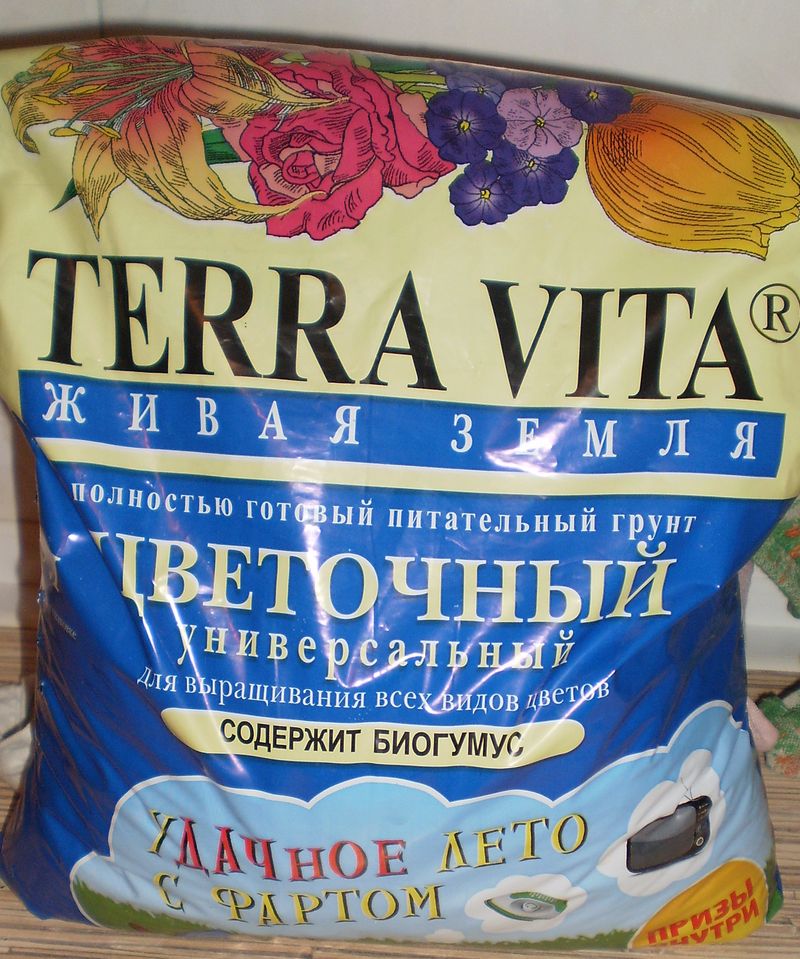 TERRA VITA®
ЖИВАЯ ЗЕМЛЯ
полностью готовый питательный грунт
ЦВЕТОЧНЫЙ
универсальный
для выращивания всех видов цветов
СОДЕРЖИТ БИОГУМУС
УДАЧНОЕ ЛЕТО
С ФАРТОМ
ПРИЗЫ
ВНУТРИ